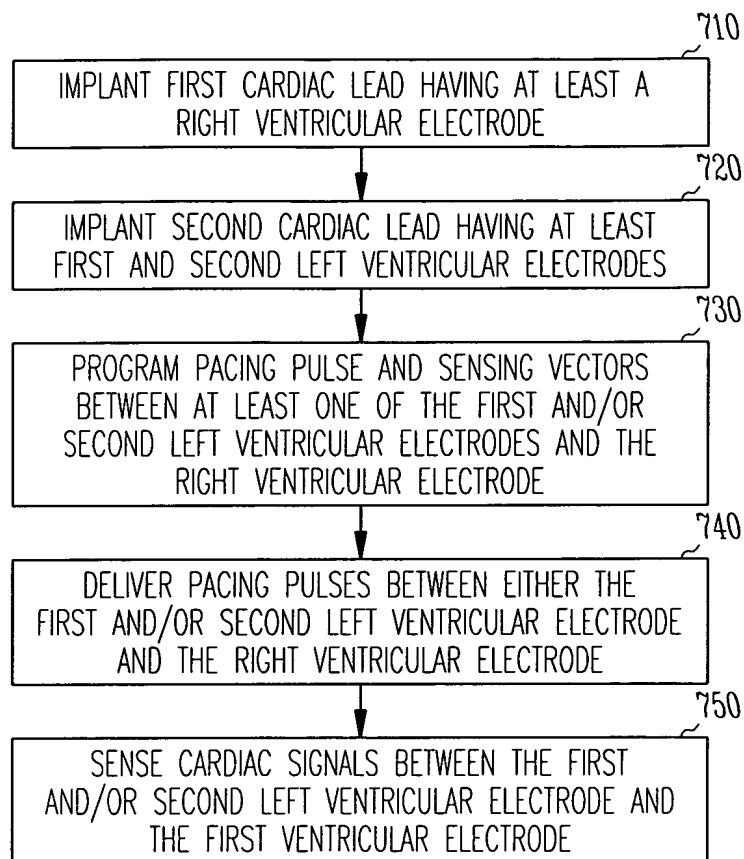 710
IMPLANT FIRST CARDIAC LEAD HAVING AT LEAST A
RIGHT VENTRICULAR ELECTRODE
720
IMPLANT SECOND CARDIAC LEAD HAVING AT LEAST
FIRST AND SECOND LEFT VENTRICULAR ELECTRODES
730
PROGRAM PACING PULSE AND SENSING VECTORS
BETWEEN AT LEAST ONE OF THE FIRST AND/OR
SECOND LEFT VENTRICULAR ELECTRODES AND THE
RIGHT VENTRICULAR ELECTRODE
740
DELIVER PACING PULSES BETWEEN EITHER THE
FIRST AND/OR SECOND LEFT VENTRICULAR ELECTRODE
AND THE RIGHT VENTRICULAR ELECTRODE
750
SENSE CARDIAC SIGNALS BETWEEN THE FIRST
AND/OR SECOND LEFT VENTRICULAR ELECTRODE AND
THE FIRST VENTRICULAR ELECTRODE